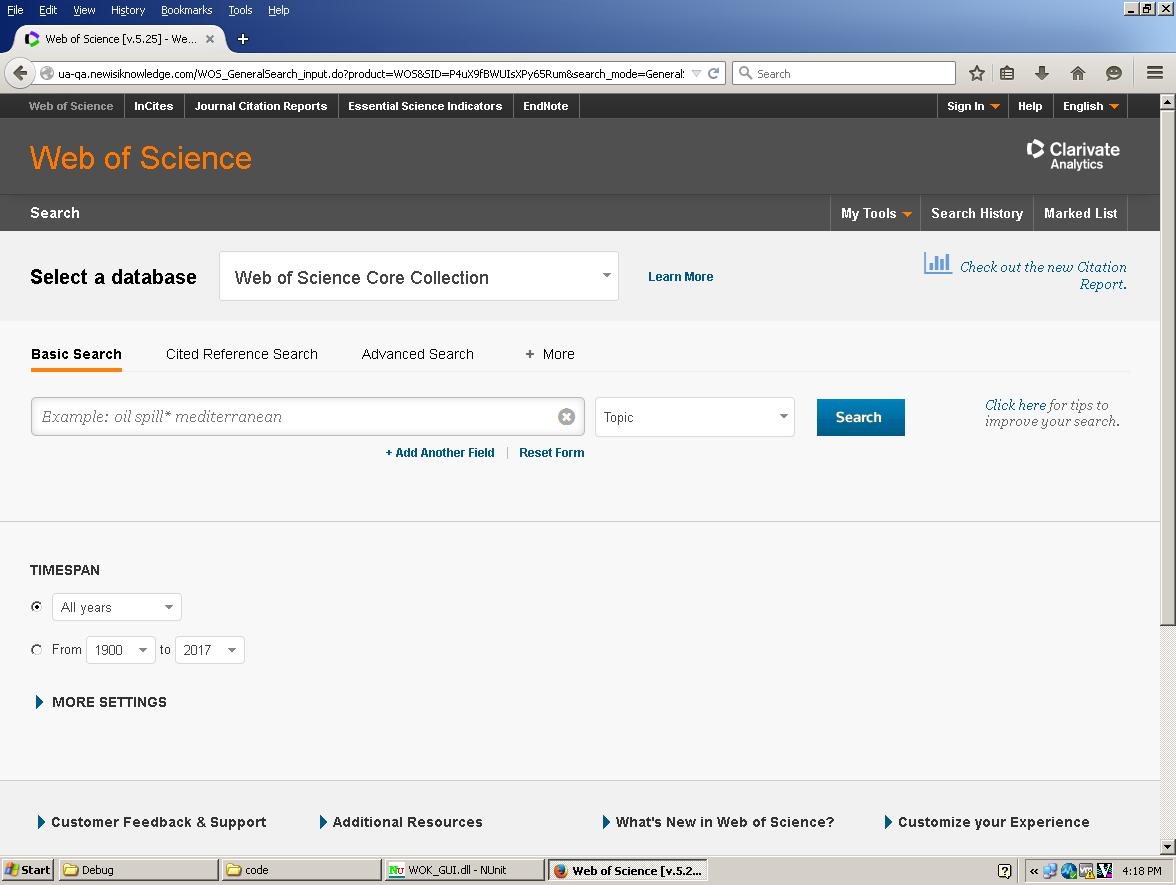 File Edit View History Bookmarks Tools Help
Web of Science [v.5.25] - We...
ua-qa.newisiknowledge.com/WOS_GeneralSearch_input.do?product=WOS&SID=P4uX9fBWUIsXPy65Rum&search_mode=General
Search
Web of Science InCites Journal Citation Reports Essential Science Indicators EndNote Sign In Help English
Web of Science
Clarivate
Analytics
Search My Tools Search History Marked List
Select a database Web of Science Core Collection Learn More
Check out the new Citation
Report.
Basic Search Cited Reference Search Advanced Search + More
Example: oil spill* mediterranean Topic Search
Click here for tips to
improve your search.
+ Add Another Field | Reset Form
TIMESPAN
All years
From 1900 to 2017
MORE SETTINGS
Customer Feedback & Support Additional Resources What's New in Web of Science? Customize your Experience
Start Debug code Nu WOK_GUI.dll - NUnit Web of Science [v.5.2... « 4:18 PM